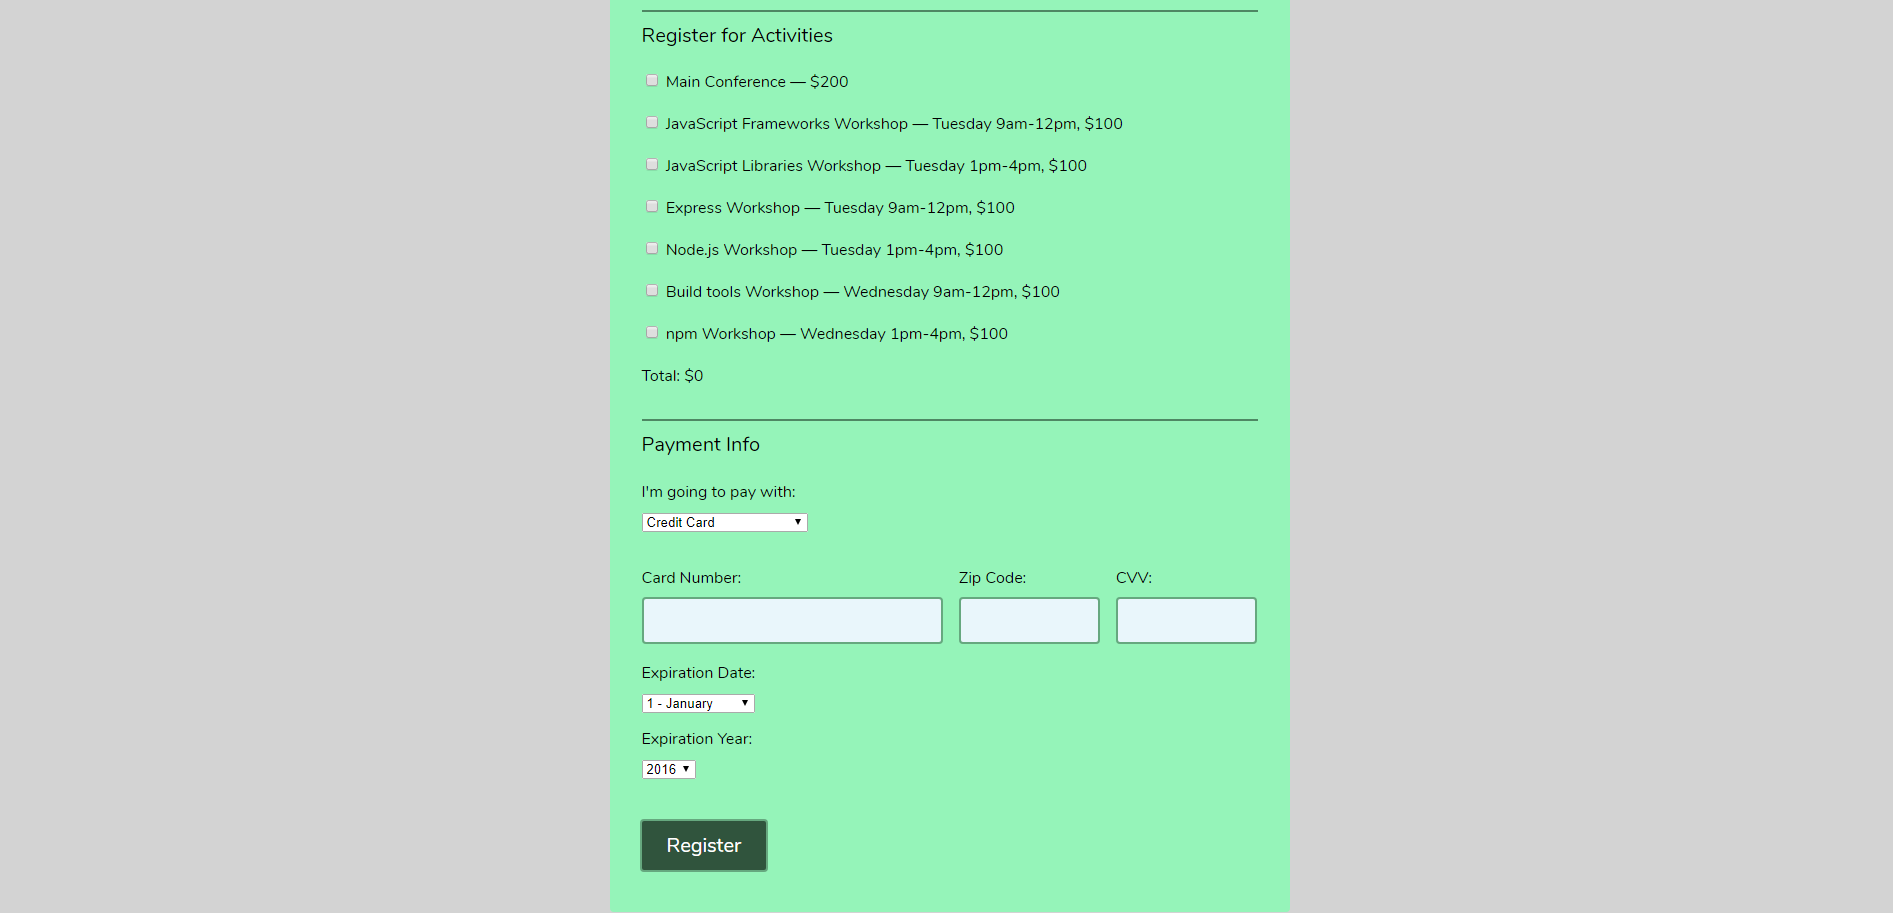 Register for Activities
Main Conference — $200
JavaScript Frameworks Workshop — Tuesday 9am-12pm, $100
JavaScript Libraries Workshop — Tuesday 1pm-4pm, $100
Express Workshop — Tuesday 9am-12pm, $100
Node.js Workshop — Tuesday 1pm-4pm, $100
Build tools Workshop — Wednesday 9am-12pm, $100
npm Workshop — Wednesday 1pm-4pm, $100
Total: $0
Payment Info
I'm going to pay with:
Credit Card
Card Number: Zip Code: CVV:
Expiration Date:
1 - January
Expiration Year:
2016
Register